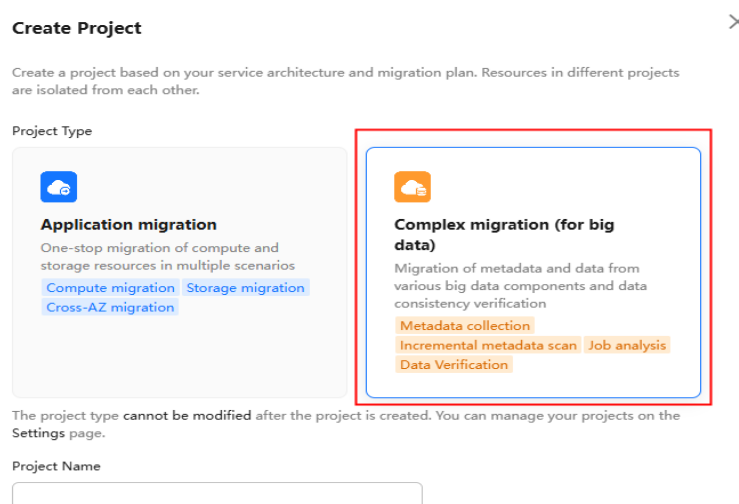 Create Project
Create a project based on your service architecture and migration plan. Resources in different projects
are isolated from each other.
Project Type
Application migration
One-stop migration of compute and
storage resources in multiple scenarios
Compute migration Storage migration
Cross-AZ migration
Complex migration (for big
data)
Migration of metadata and data from
various big data components and data
consistency verification
Metadata collection
Incremental metadata scan Job analysis
Data Verification
The project type cannot be modified after the project is created. You can manage your projects on the
Settings page.
Project Name